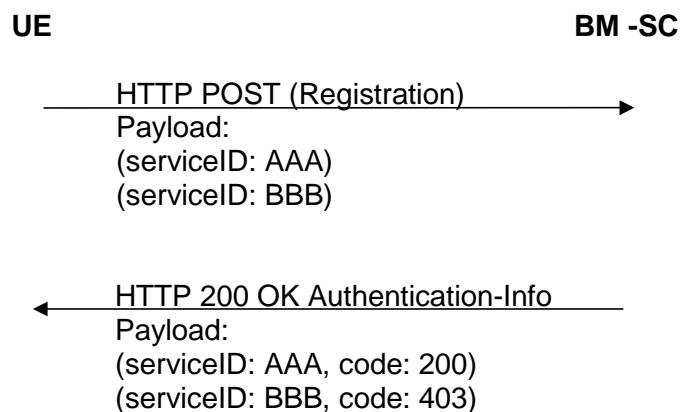 UE BM -SC
HTTP POST (Registration)
Payload:
(serviceID: AAA)
(serviceID: BBB)
HTTP 200 OK Authentication-Info
Payload:
(serviceID: AAA, code: 200)
(serviceID: BBB, code: 403)